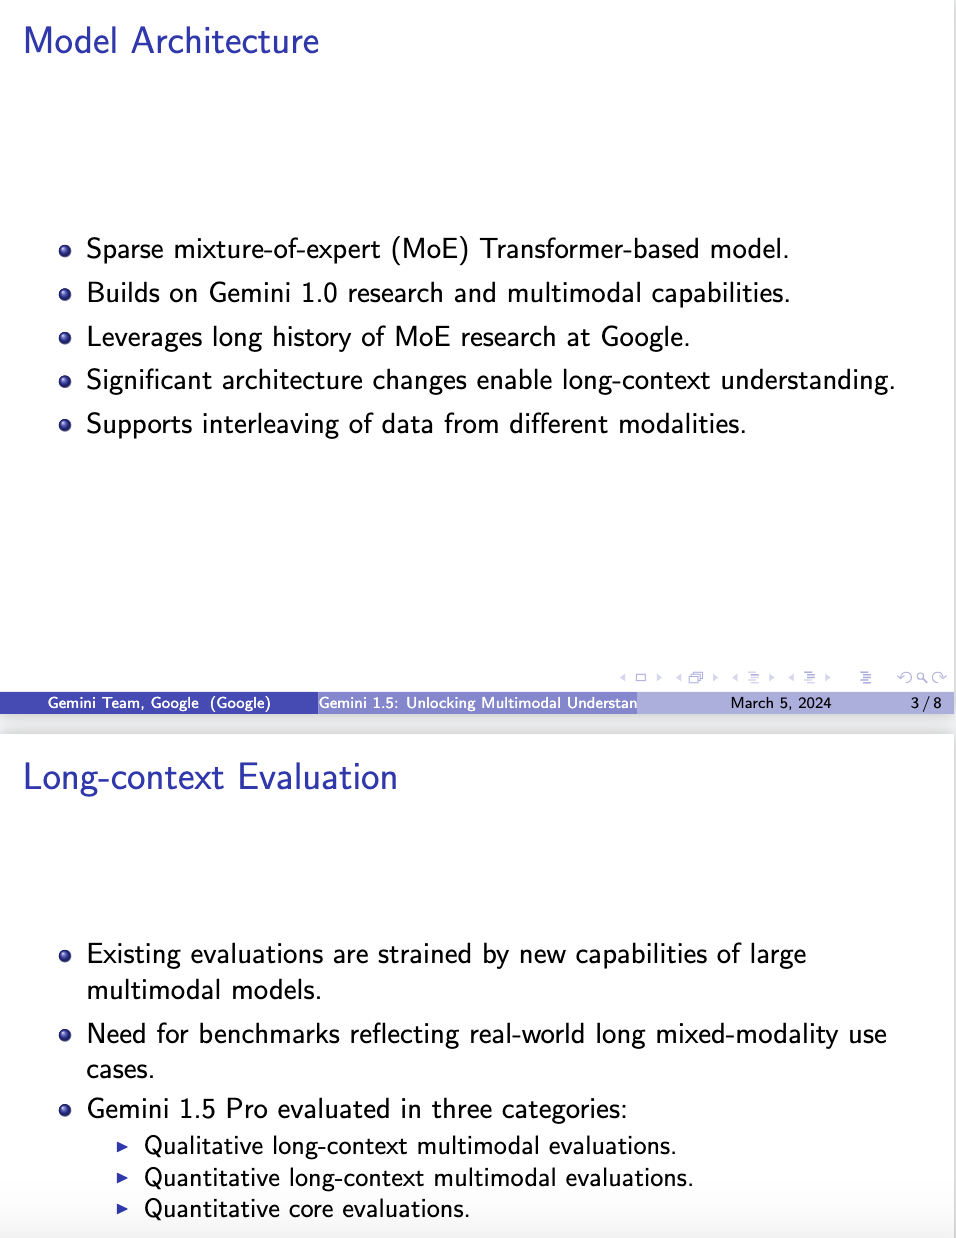 Model Architecture
Sparse mixture-of-expert (MoE) Transformer-based model.
Builds on Gemini 1.0 research and multimodal capabilities.
Leverages long history of MoE research at Google.
Significant architecture changes enable long-context understanding.
Supports interleaving of data from different modalities.
Gemini Team, Google (Google) Gemini 1.5: Unlocking Multimodal Understan March 5, 2024 3 / 8
Long-context Evaluation
Existing evaluations are strained by new capabilities of large
multimodal models.
Need for benchmarks reflecting real-world long mixed-modality use
cases.
Gemini 1.5 Pro evaluated in three categories:
Qualitative long-context multimodal evaluations.
Quantitative long-context multimodal evaluations.
Quantitative core evaluations.